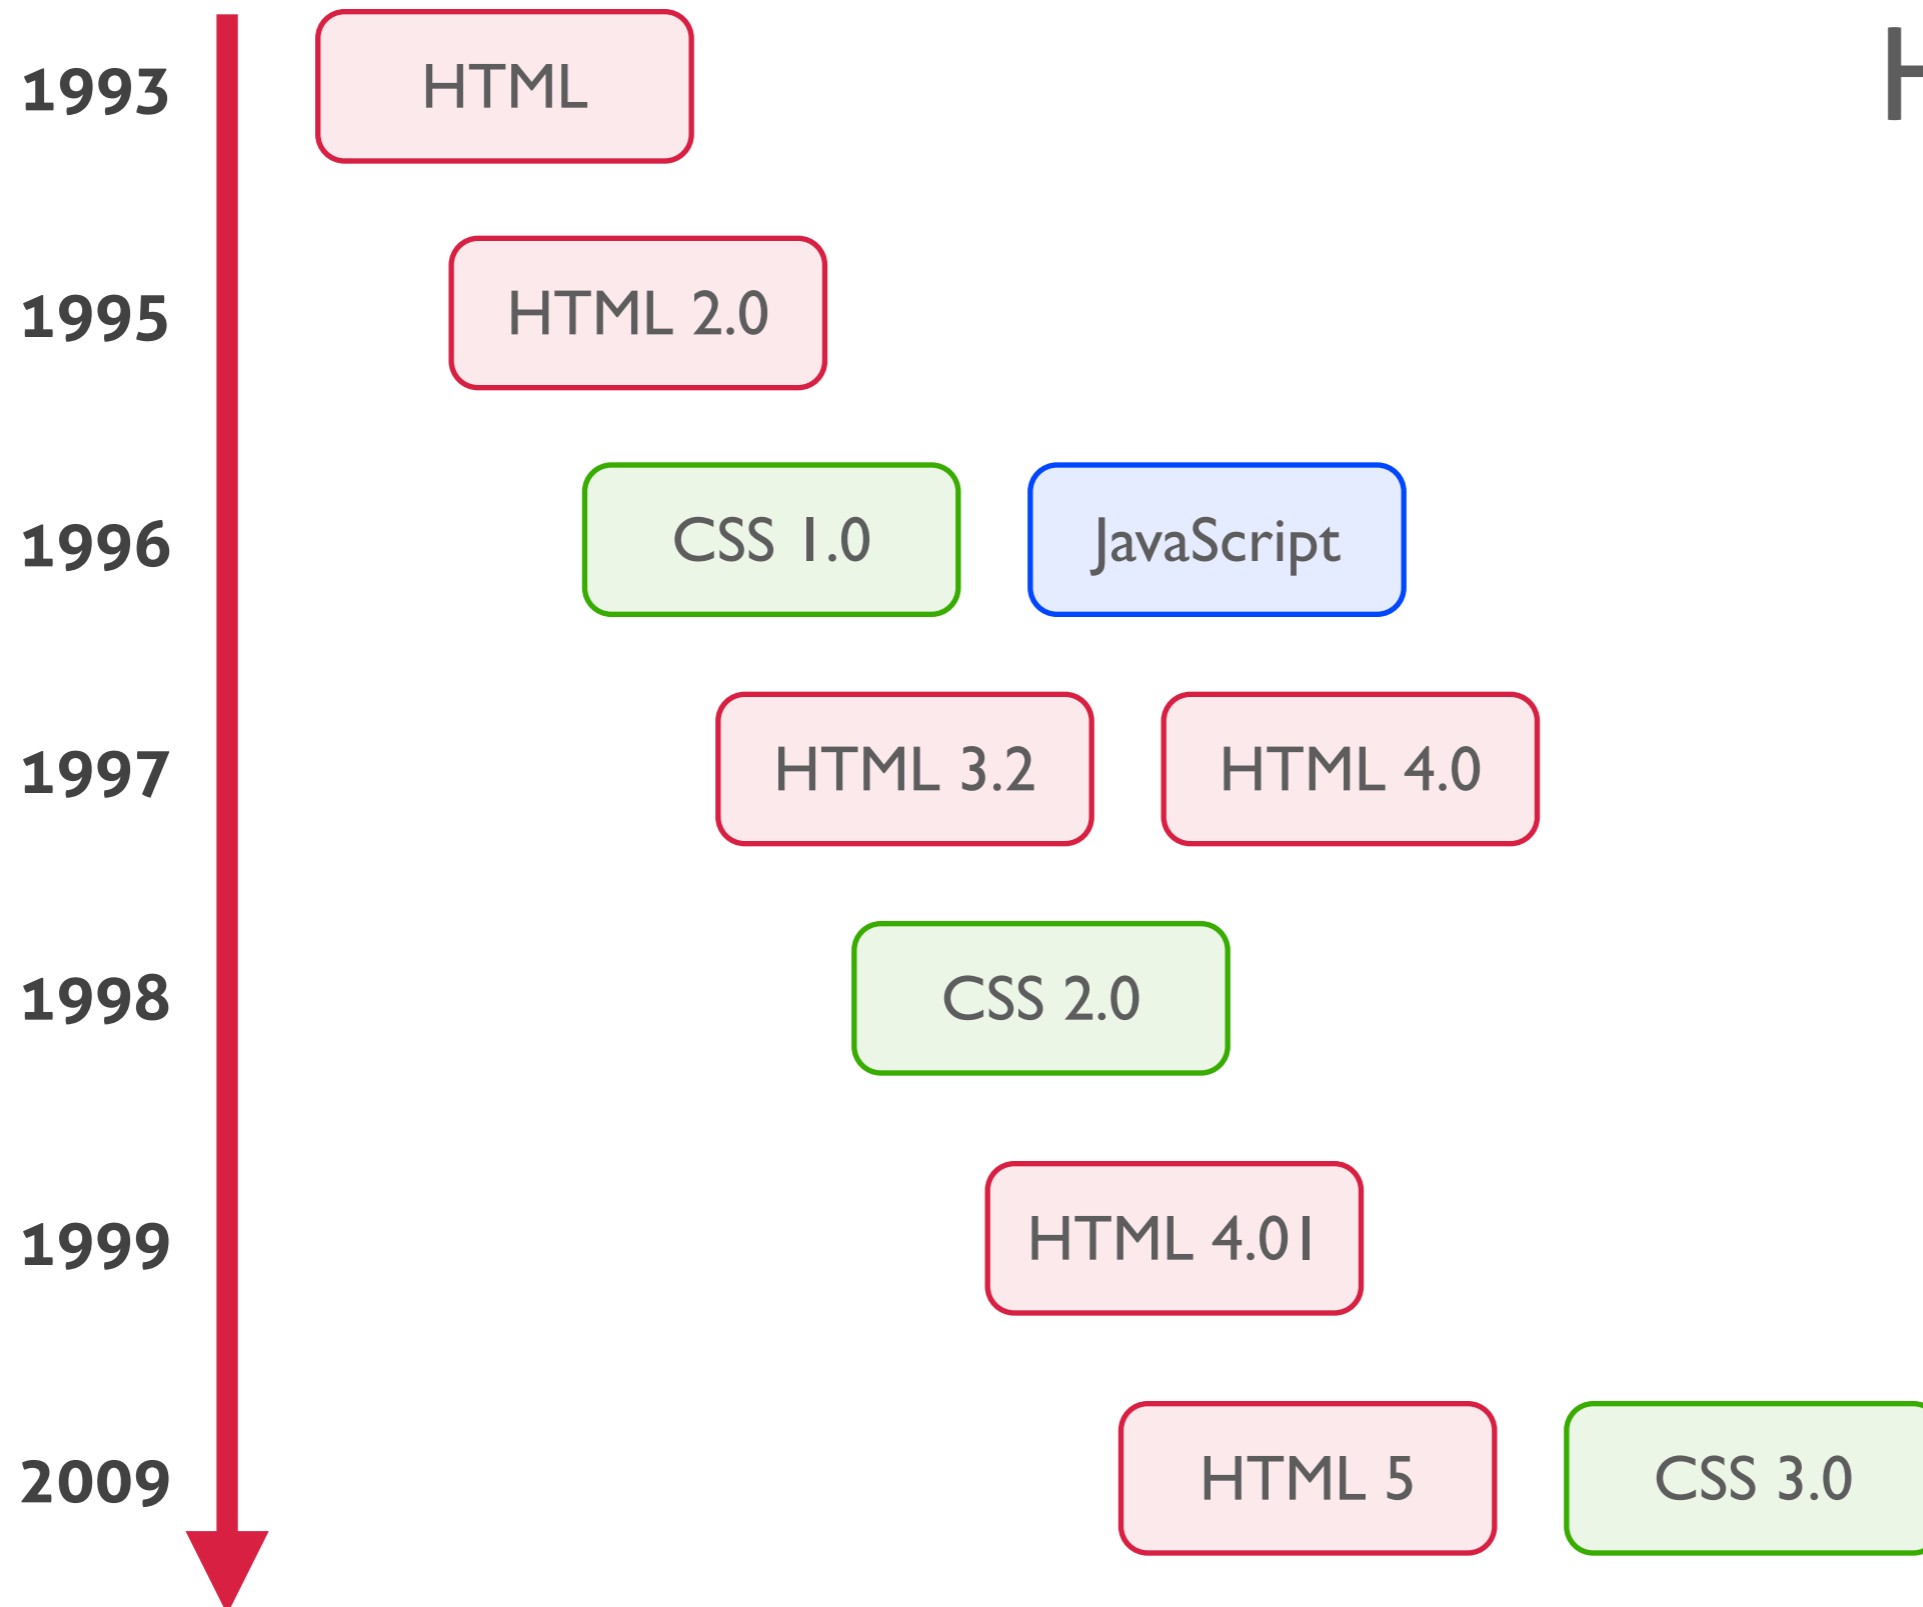 1993 HTML H
1995 HTML 2.0
1996 CSS 1.0 JavaScript
1997 HTML 3.2 HTML 4.0
1998 CSS 2.0
1999 HTML 4.01
2009 HTML 5 CSS 3.0